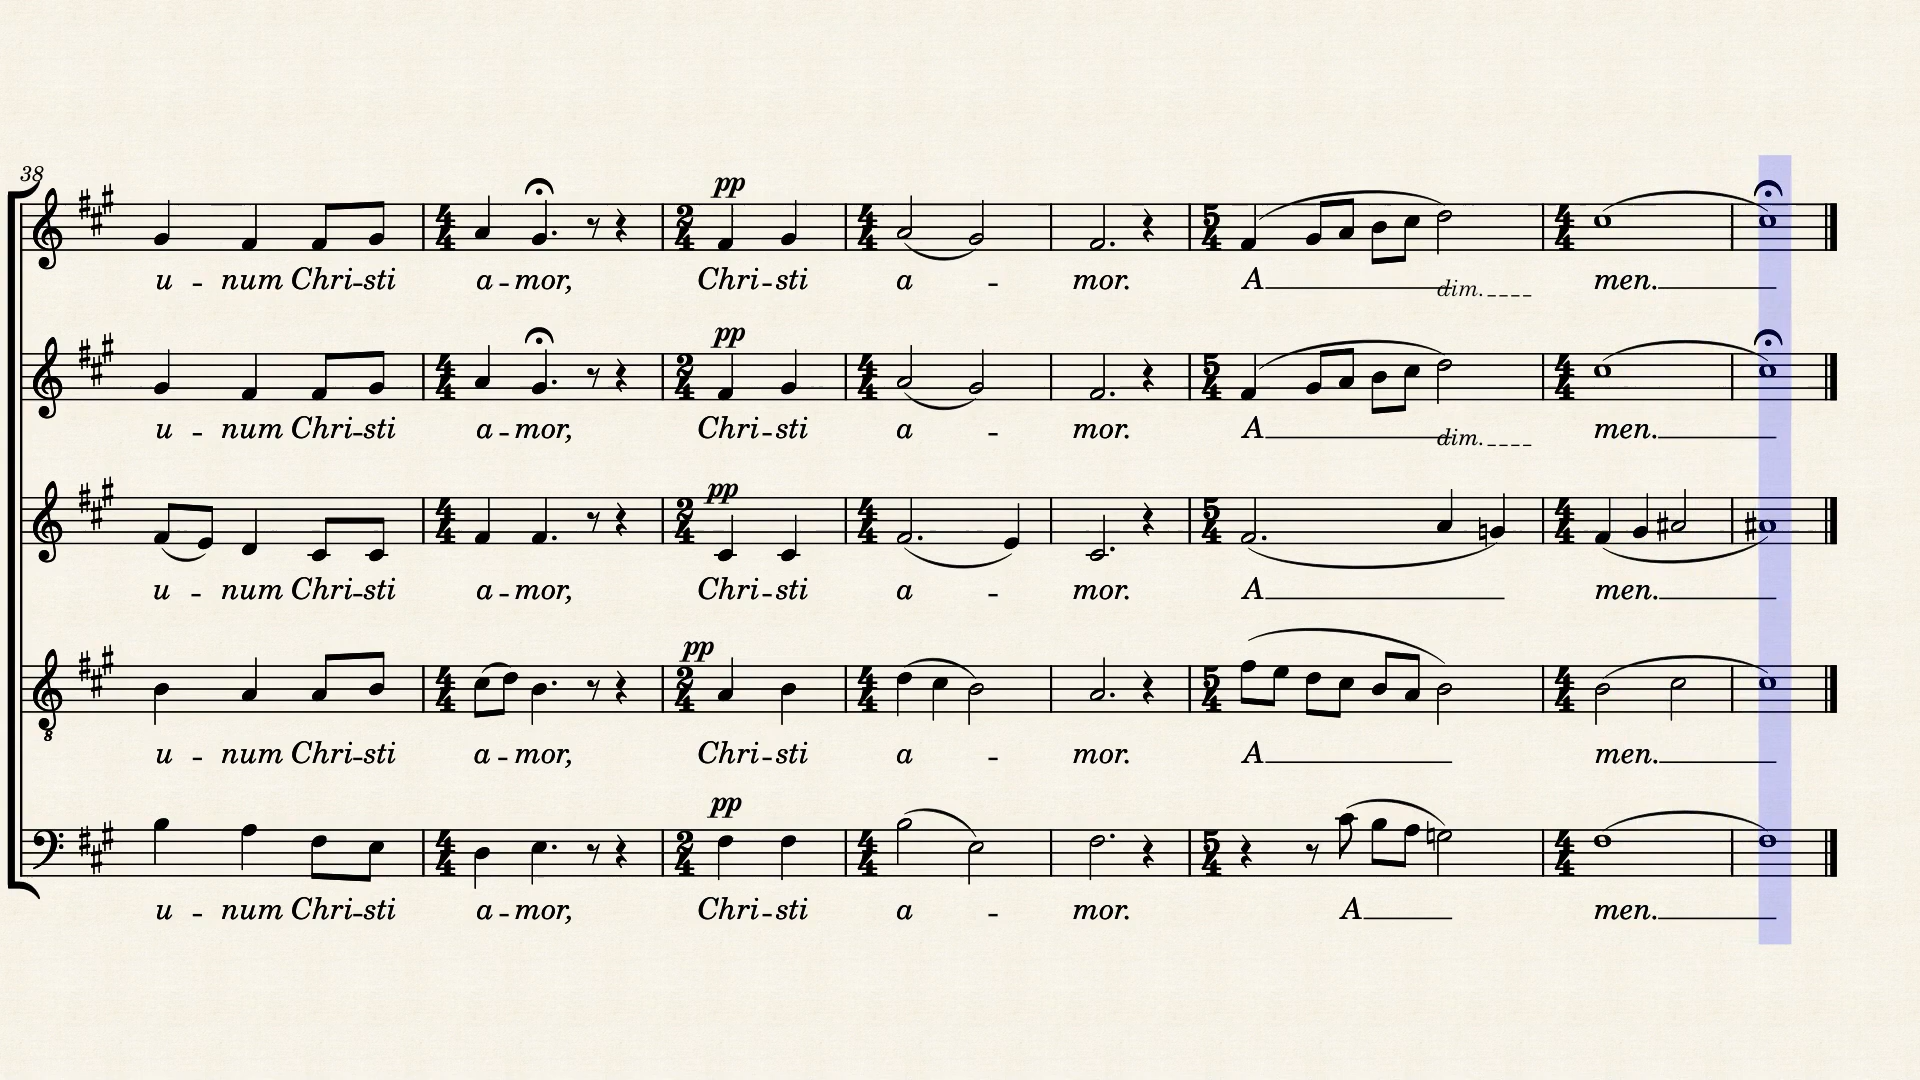 38
pp
u - num Chri-sti a-mor, Chri-sti a - mor. A men.
dim.
pp
u - num Chri-sti a-mor, Chri-sti a - mor. A men.
dim.
pp
u - num Chri-sti a-mor, Chri-sti a - mor. A men.
pp
u - num Chri-sti a-mor, Chri-sti a - mor. A men.
pp
u - num Chri-sti a-mor, Chri-sti a - mor. A men.